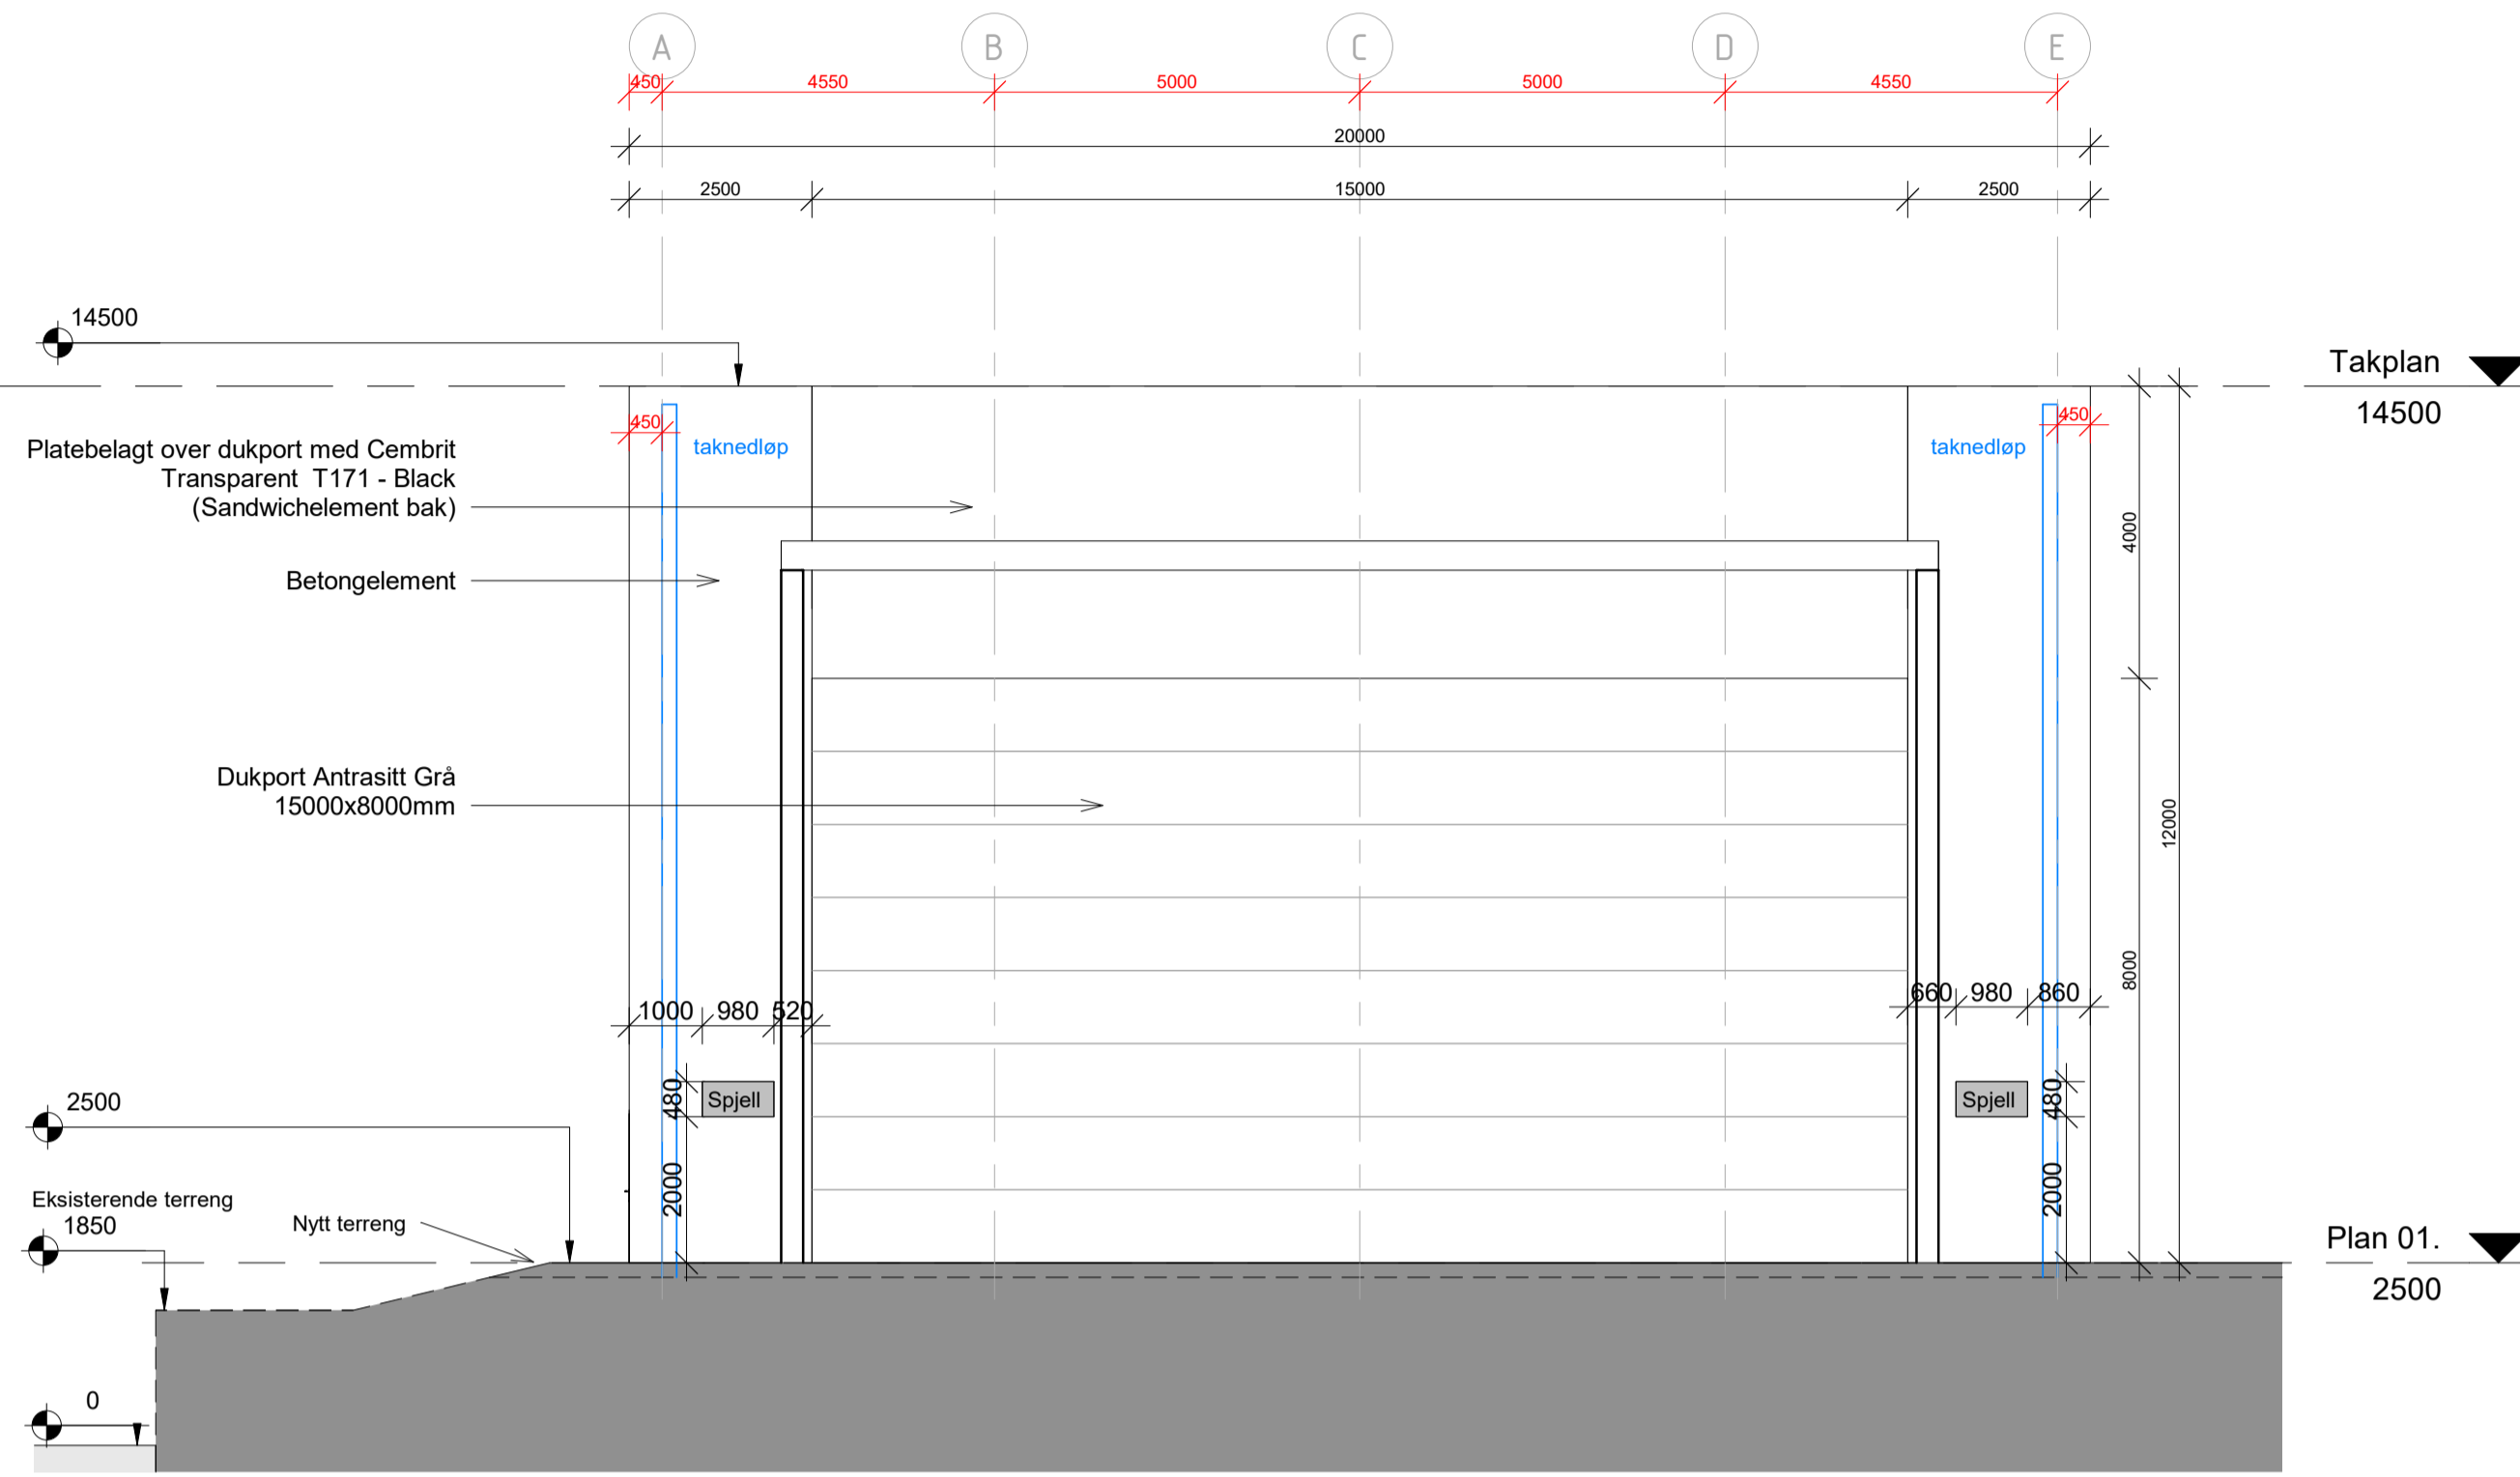 A
B
C
D
E
450
4550
5000
5000
4550
20000
2500
15000
2500
14500
Takplan
14500
450
taknedløp
taknedløp
450
Platebelagt over dukport med Cembrit
Transparent T171 - Black
(Sandwichelement bak)
4000
Betongelement
Dukport Antrasitt Grå
15000x8000mm
12000
8000
1000
980
520
660
980
860
480
Spjell
Spjell
480
2500
2000
2000
Eksisterende terreng
1850
Nytt terreng
Plan 01.
2500
0